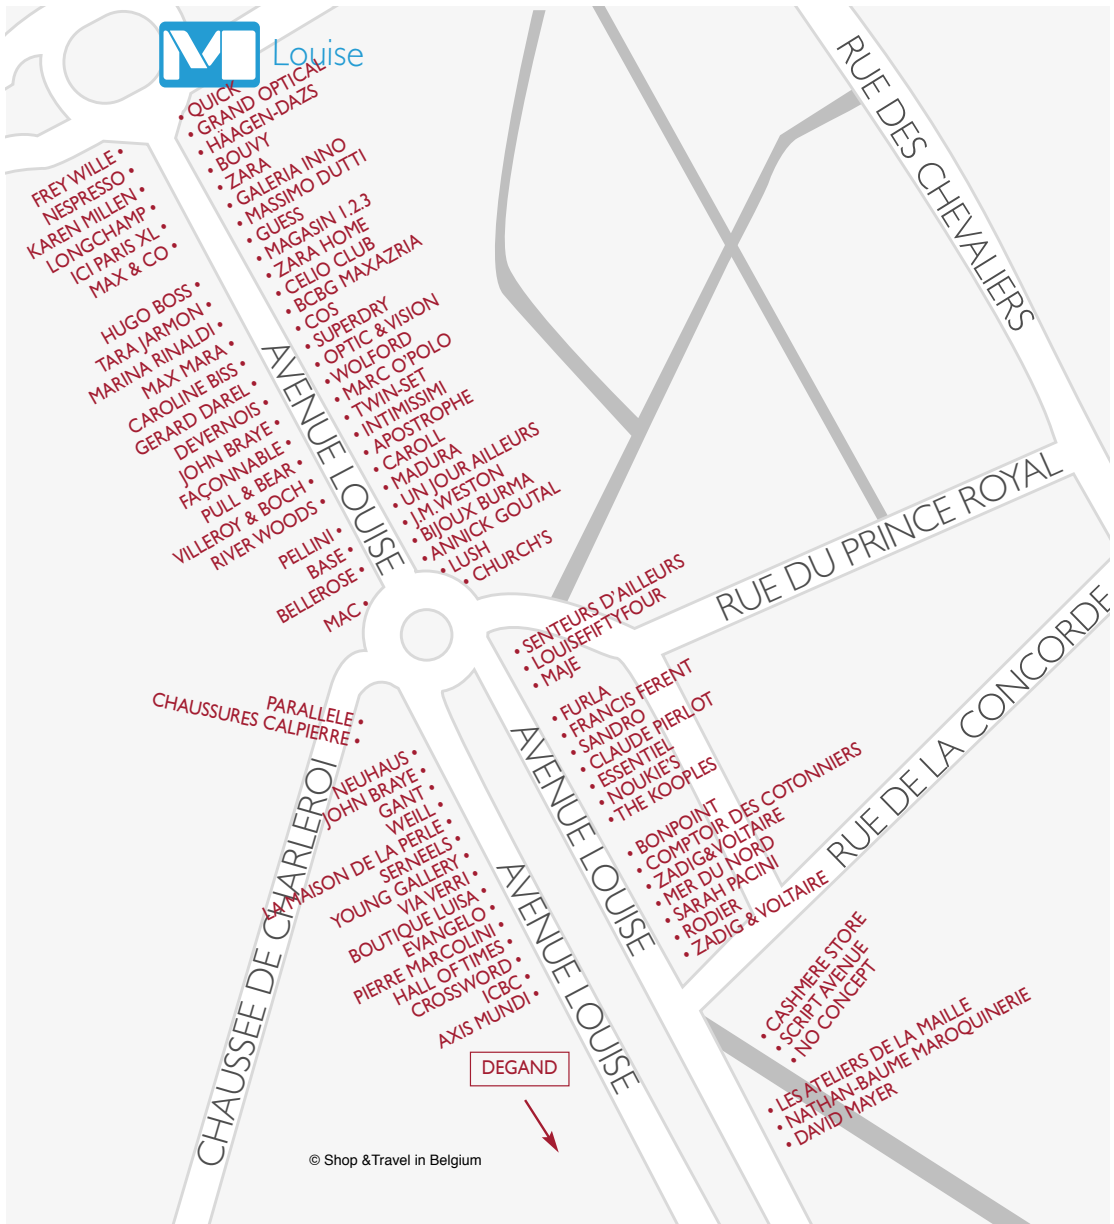 M
Louise
QUICK
GRAND OPTICAL
HÄAGEN-DAZS
BOUVY
ZARA
GALERIA INNO
MASSIMO DUTTI
GUESS
MAGASIN 1.2.3
ZARA HOME
CELIO CLUB
BCBG MAXAZRIA
COS
SUPERDRY
OPTIC & VISION
WOLFORD
MARC O'POLO
TWIN-SET
INTIMISSIMI
APOSTROPHE
CAROLL
MADURA
UN JOUR AILLEURS
J.M.WESTON
BIJOUX BURMA
ANNICK GOUTAL
LUSH
CHURCH'S
FREY WILLE
NESPRESSO
KAREN MILLEN
LONGCHAMP
ICI PARIS XL
MAX & CO
HUGO BOSS
TARA JARMON
MARINA RINALDI
MAX MARA
CAROLINE BISS
GERARD DAREL
DEVERNOIS
JOHN BRAYE
FAÇONNABLE
PULL & BEAR
VILLEROY & BOCH
RIVER WOODS
PELLINI
BASE
BELLEROSE
MAC
AVENUE LOUISE
RUE DES CHEVALIERS
RUE DU PRINCE ROYAL
RUE DE LA CONCORDE
SENTEURS D'AILLEURS
LOUISEFIFTYFOUR
MAJE
FURLA
FRANCIS FERENT
SANDRO
CLAUDE PIERLOT
ESSENTIEL
NOUKIE'S
THE KOOPLES
BONPOINT
COMPTOIR DES COTONNIERS
ZADIG&VOLTAIRE
MER DU NORD
SARAH PACINI
RODIER
ZADIG & VOLTAIRE
AVENUE LOUISE
PARALLELE
CHAUSSURES CALPIERRE
CHAUSSEE DE CHARLEROI
NEUHAUS
JOHN BRAYE
GANT
WEILL
LA MAISON DE LA PERLE
SERNEELS
YOUNG GALLERY
VIA VERRI
BOUTIQUE LUISA
EVANGELO
PIERRE MARCOLINI
HALL OF TIMES
CROSSWORD
ICBC
AXIS MUNDI
AVENUE LOUISE
CASHMERE STORE
SCRIPT AVENUE
NO CONCEPT
LES ATELIERS DE LA MAILLE
NATHAN-BAUME MAROQUINERIE
DAVID MAYER
DEGAND
© Shop &Travel in Belgium